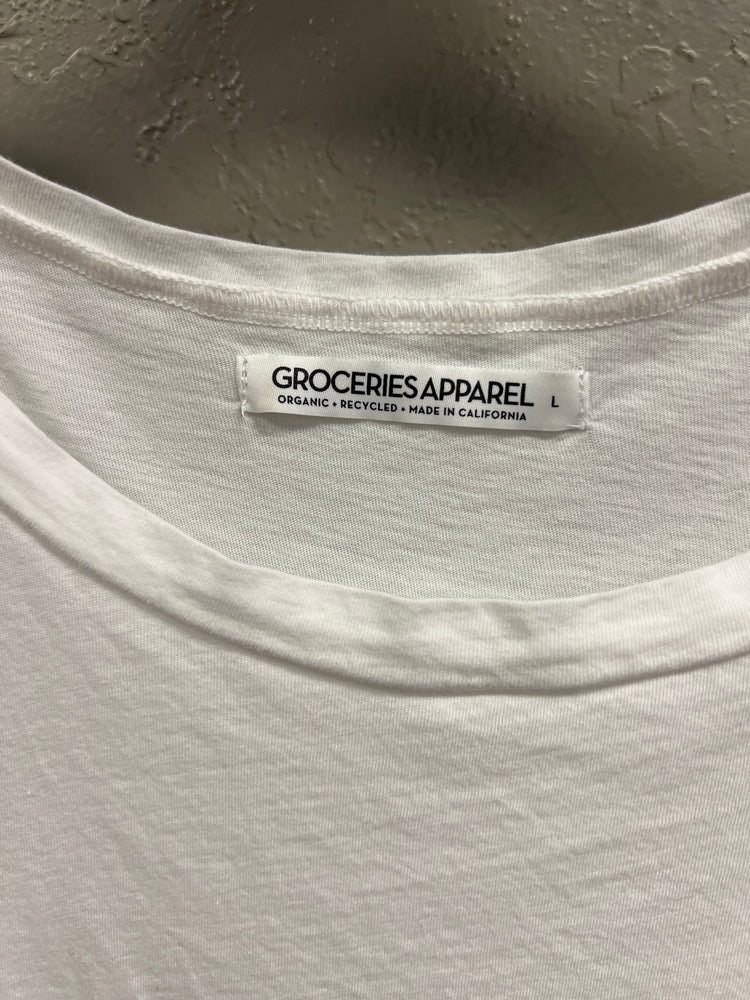 GROCERIES APPAREL L
ORGANIC • RECYCLED • MADE IN CALIFORNIA